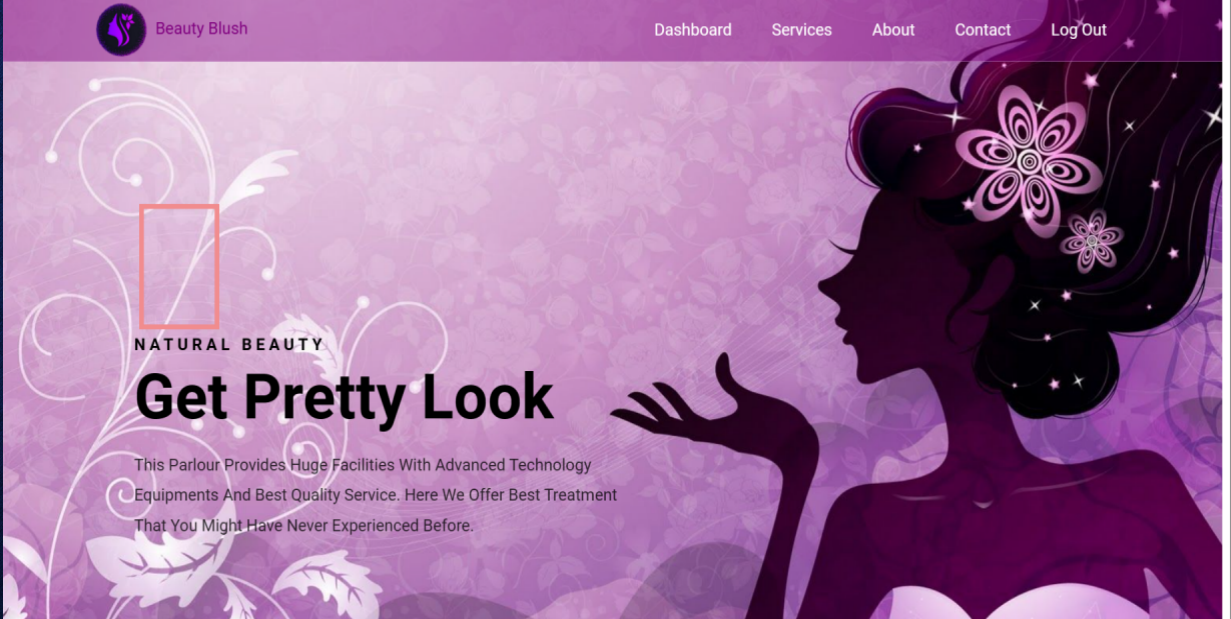 Beauty Blush
Dashboard Services About Contact Log Out
NATURAL BEAUTY
Get Pretty Look
This Parlour Provides Huge Facilities With Advanced Technology
Equipments And Best Quality Service. Here We Offer Best Treatment
That You Might Have Never Experienced Before.